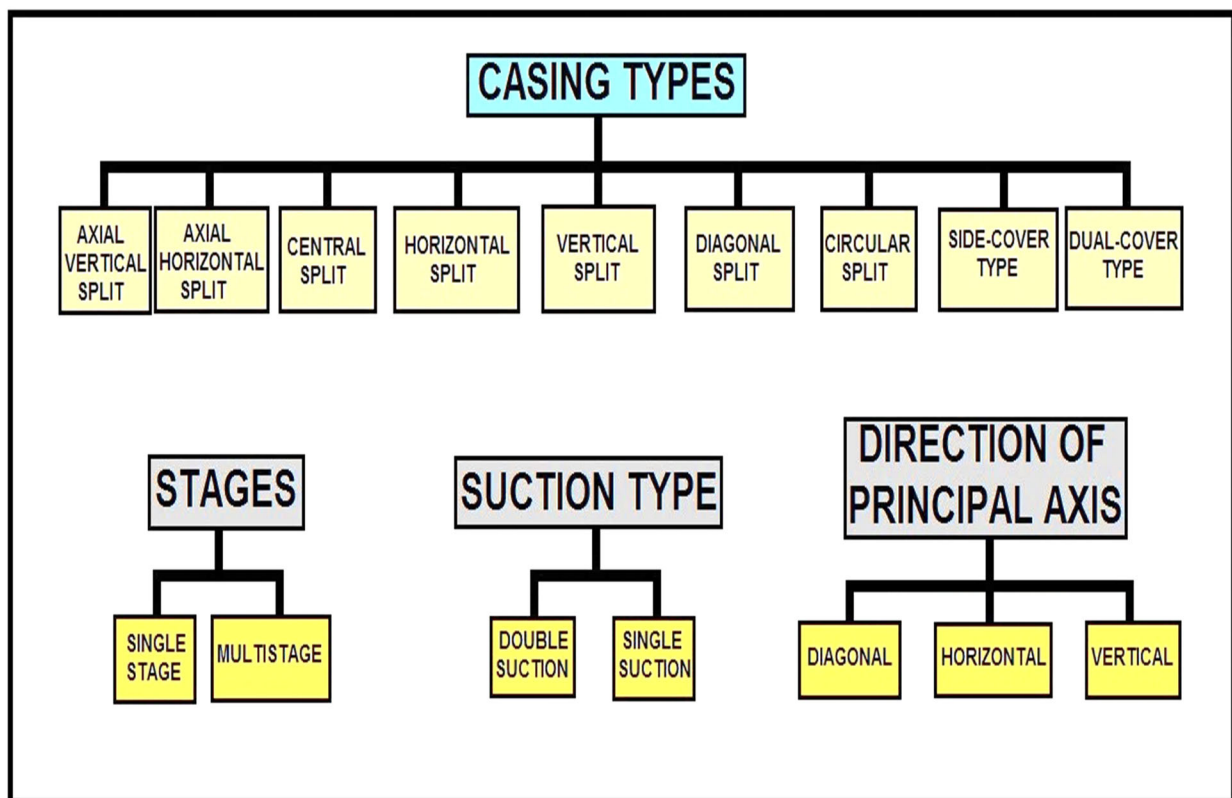 CASING TYPES
AXIAL
VERTICAL
SPLIT
AXIAL
HORIZONTAL
SPLIT
CENTRAL
SPLIT
HORIZONTAL
SPLIT
VERTICAL
SPLIT
DIAGONAL
SPLIT
CIRCULAR
SPLIT
SIDE-COVER
TYPE
DUAL-COVER
TYPE
STAGES
SINGLE
STAGE
MULTISTAGE
SUCTION TYPE
DOUBLE
SUCTION
SINGLE
SUCTION
DIRECTION OF
PRINCIPAL AXIS
DIAGONAL
HORIZONTAL
VERTICAL